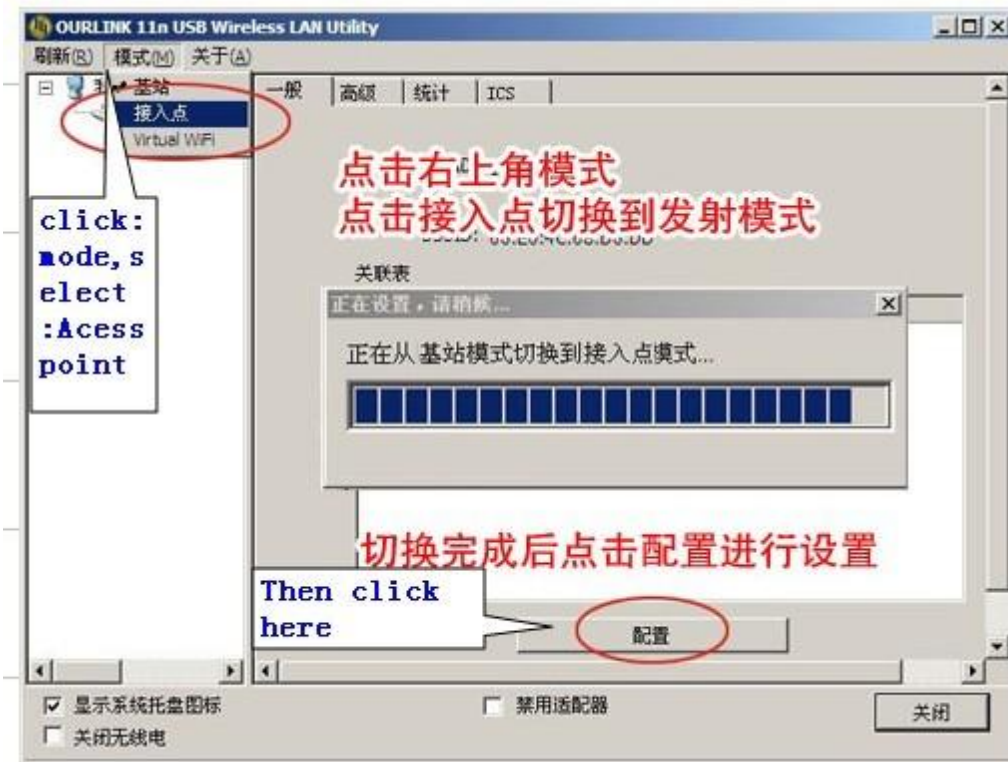 OURLINK 11n USB Wireless LAN Utility
刷新(R) 模式(M) 关于(A)
基站
接入点
Virtual WiFi
一般 高级 统计 ICS
点击右上角模式
点击接入点切换到发射模式
click:
mode,s
elect
:Acess
point
关联表
正在设置，请稍候...
正在从 基站模式切换到接入点模式...
切换完成后点击配置进行设置
Then click
here
配置
显示系统托盘图标
禁用适配器
关闭无线电
关闭